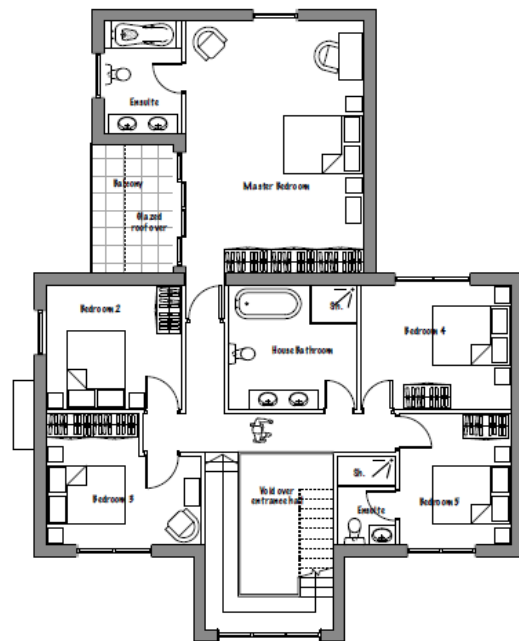 Ensuite
Balcony
Master Bedroom
Glazed
roof over
Bedroom 2
Sh.
Bedroom 4
House Bathroom
Sh.
Bedroom 3
Void over
entrance hall
Bedroom 5
Ensuite